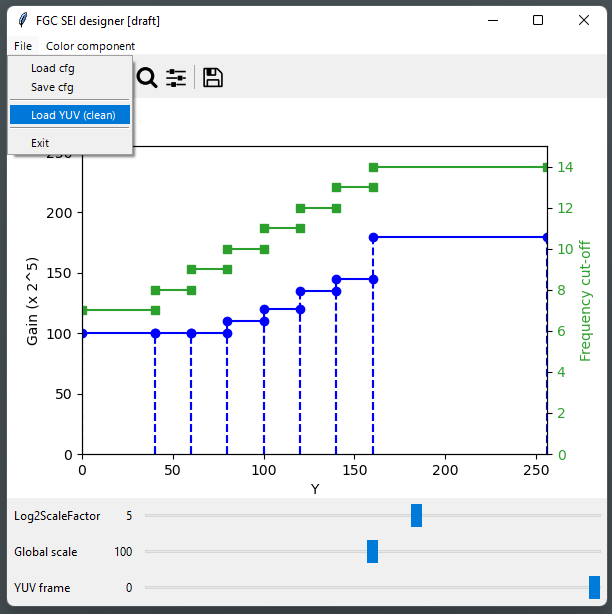 FGC SEI designer [draft]
File Color component
Load cfg
Save cfg
Load YUV (clean)
Exit
250
200
150
100
50
0
Gain (x 2^5)
14
12
10
8
6
4
2
0
Frequency cut-off
0 50 100 150 200 250
Y
Log2ScaleFactor 5
Global scale 100
YUV frame 0